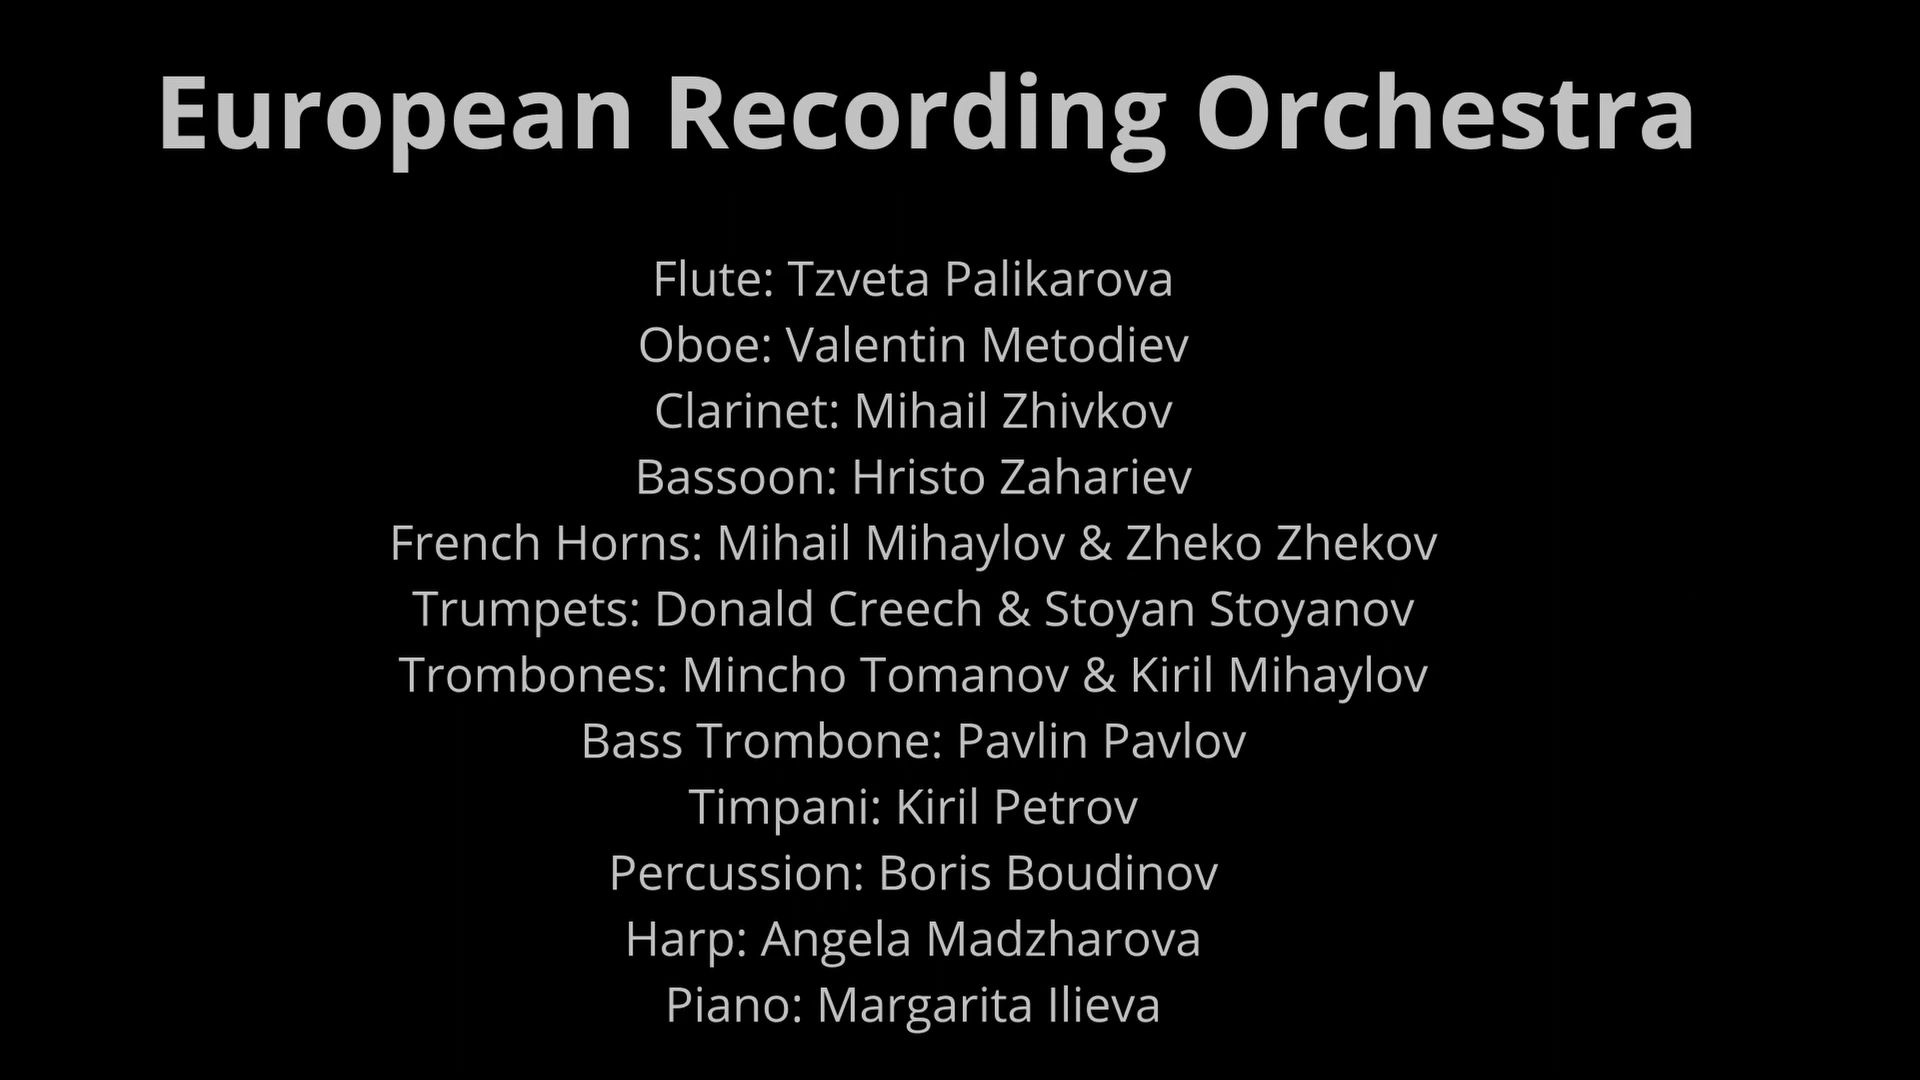 European Recording Orchestra
Flute: Tzveta Palikarova
Oboe: Valentin Metodiev
Clarinet: Mihail Zhivkov
Bassoon: Hristo Zahariev
French Horns: Mihail Mihaylov & Zheko Zhekov
Trumpets: Donald Creech & Stoyan Stoyanov
Trombones: Mincho Tomanov & Kiril Mihaylov
Bass Trombone: Pavlin Pavlov
Timpani: Kiril Petrov
Percussion: Boris Boudinov
Harp: Angela Madzharova
Piano: Margarita Ilieva